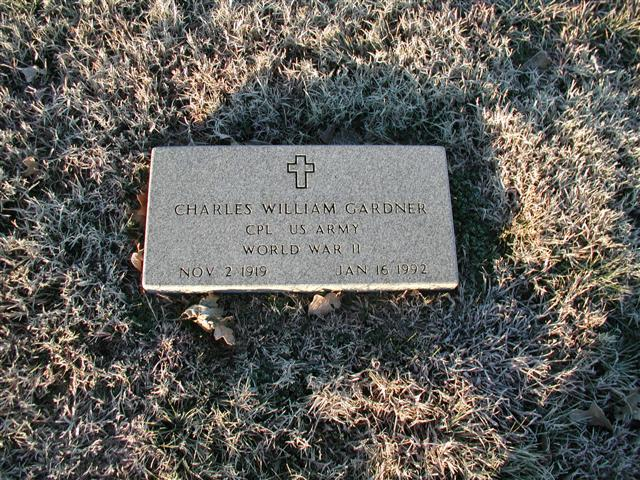 CHARLES WILLIAM GARDNER
CPL US ARMY
WORLD WAR II
NOV 2 1919 JAN 16 1992